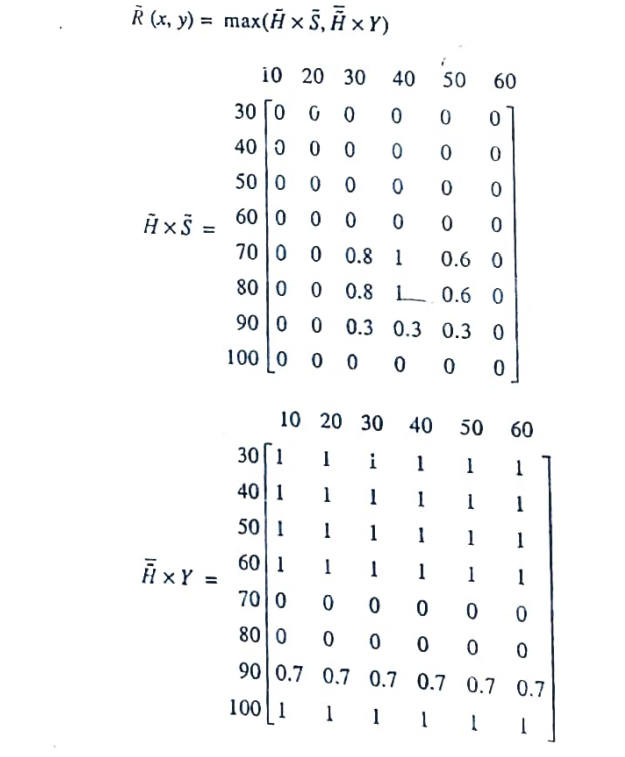 R̃ (x, y) = max(H̃ × S̃, H̃̄ × Y)
10 20 30 40 50 60
30 0 0 0 0 0 0
40 0 0 0 0 0 0
50 0 0 0 0 0 0
H̃ × S̃ = 60 0 0 0 0 0 0
70 0 0 0.8 1 0.6 0
80 0 0 0.8 1 0.6 0
90 0 0 0.3 0.3 0.3 0
100 0 0 0 0 0 0
10 20 30 40 50 60
30 1 1 1 1 1 1
40 1 1 1 1 1 1
50 1 1 1 1 1 1
H̃̄ × Y = 60 1 1 1 1 1 1
70 0 0 0 0 0 0
80 0 0 0 0 0 0
90 0.7 0.7 0.7 0.7 0.7 0.7
100 1 1 1 1 1 1